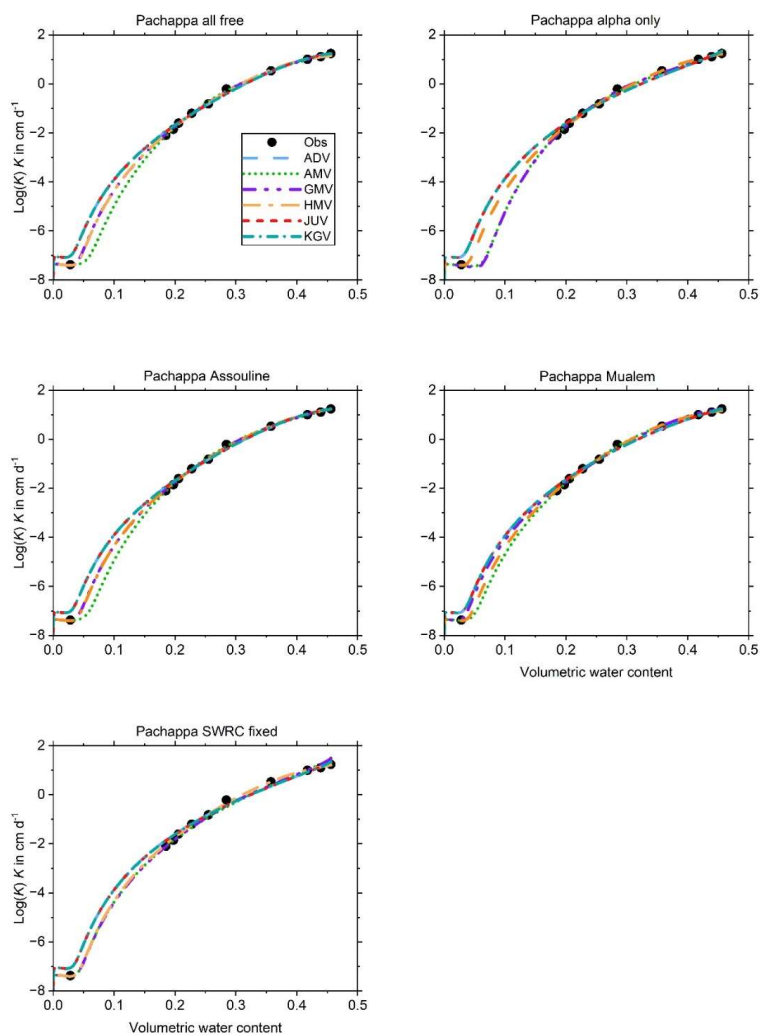 Pachappa all free
Pachappa alpha only
2
0
-2
-4
-6
-8
Log(K) K in cm d-1
Obs
ADV
AMV
GMV
HMV
JUV
KGV
0.0 0.1 0.2 0.3 0.4 0.5
2
0
-2
-4
-6
-8
0.0 0.1 0.2 0.3 0.4 0.5
Pachappa Assouline
Pachappa Mualem
2
0
-2
-4
-6
-8
Log(K) K in cm d-1
0.0 0.1 0.2 0.3 0.4 0.5
2
0
-2
-4
-6
-8
0.0 0.1 0.2 0.3 0.4 0.5
Volumetric water content
Pachappa SWRC fixed
2
0
-2
-4
-6
-8
Log(K) K in cm d-1
0.0 0.1 0.2 0.3 0.4 0.5
Volumetric water content